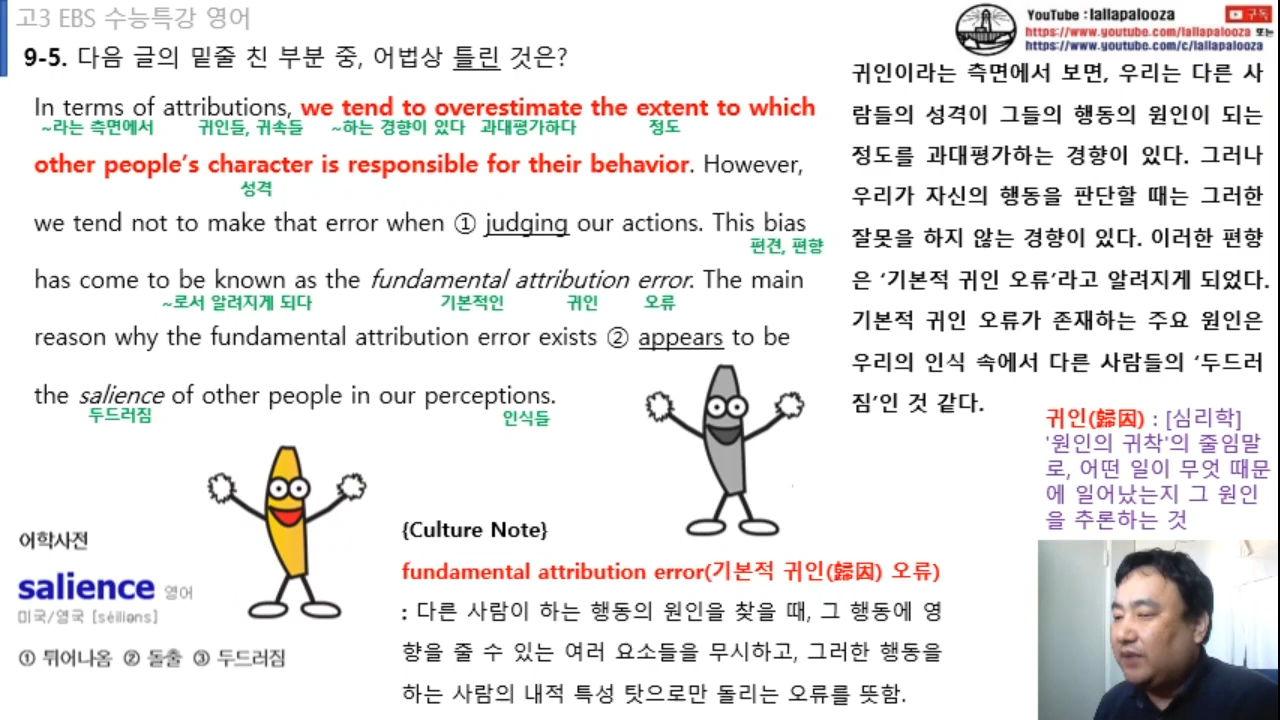 고3 EBS 수능특강 영어
YouTube : lallapalooza
구독
https://www.youtube.com/lallapalooza 또는
https://www.youtube.com/c/lallapalooza
9-5. 다음 글의 밑줄 친 부분 중, 어법상 틀린 것은?
In terms of attributions, we tend to overestimate the extent to which
~라는 측면에서 귀인들, 귀속들 ~하는 경향이 있다 과대평가하다 정도
other people's character is responsible for their behavior. However,
성격
we tend not to make that error when ① judging our actions. This bias
편견, 편향
has come to be known as the fundamental attribution error. The main
~로서 알려지게 되다 기본적인 귀인 오류
reason why the fundamental attribution error exists ② appears to be
the salience of other people in our perceptions.
두드러짐 인식들
귀인이라는 측면에서 보면, 우리는 다른 사
람들의 성격이 그들의 행동의 원인이 되는
정도를 과대평가하는 경향이 있다. 그러나
우리가 자신의 행동을 판단할 때는 그러한
잘못을 하지 않는 경향이 있다. 이러한 편향
은 '기본적 귀인 오류'라고 알려지게 되었다.
기본적 귀인 오류가 존재하는 주요 원인은
우리의 인식 속에서 다른 사람들의 '두드러
짐'인 것 같다.
귀인(歸因) : [심리학]
'원인의 귀착'의 줄임말
로, 어떤 일이 무엇 때문
에 일어났는지 그 원인
을 추론하는 것
어학사전
salience 영어
미국/영국 [séiliəns]
① 튀어나옴 ② 돌출 ③ 두드러짐
{Culture Note}
fundamental attribution error(기본적 귀인(歸因) 오류)
: 다른 사람이 하는 행동의 원인을 찾을 때, 그 행동에 영
향을 줄 수 있는 여러 요소들을 무시하고, 그러한 행동을
하는 사람의 내적 특성 탓으로만 돌리는 오류를 뜻함.